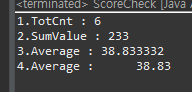 <terminated> ScoreCheck [Java A
1.TotCnt : 6
2.SumValue : 233
3.Average : 38.833332
4.Average :      38.83